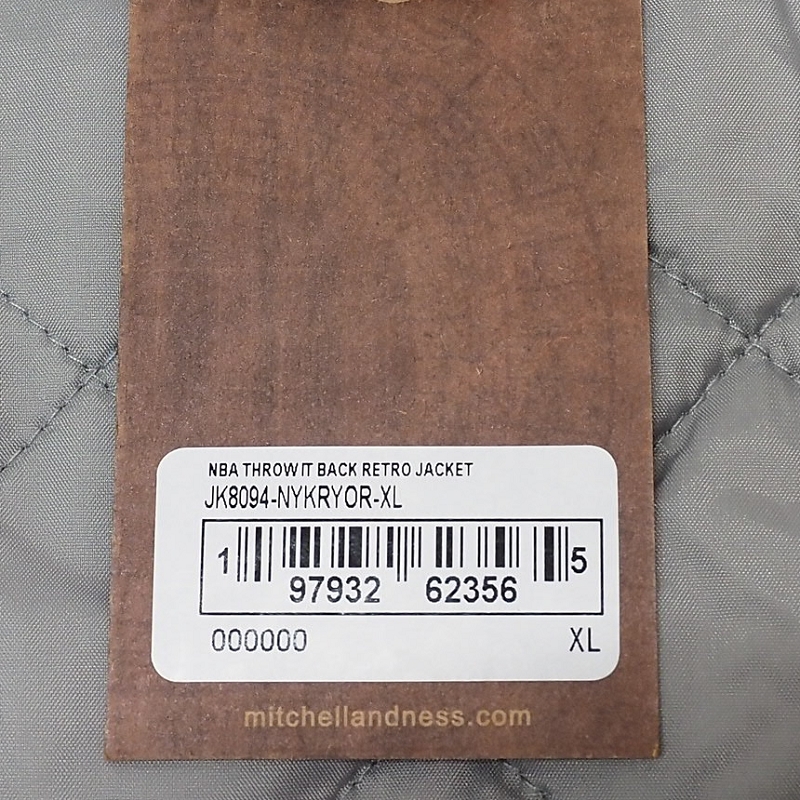 NBA THROW IT BACK RETRO JACKET
JK8094-NYKRYOR-XL
1 97932 62356 5
000000 XL
mitchellandness.com